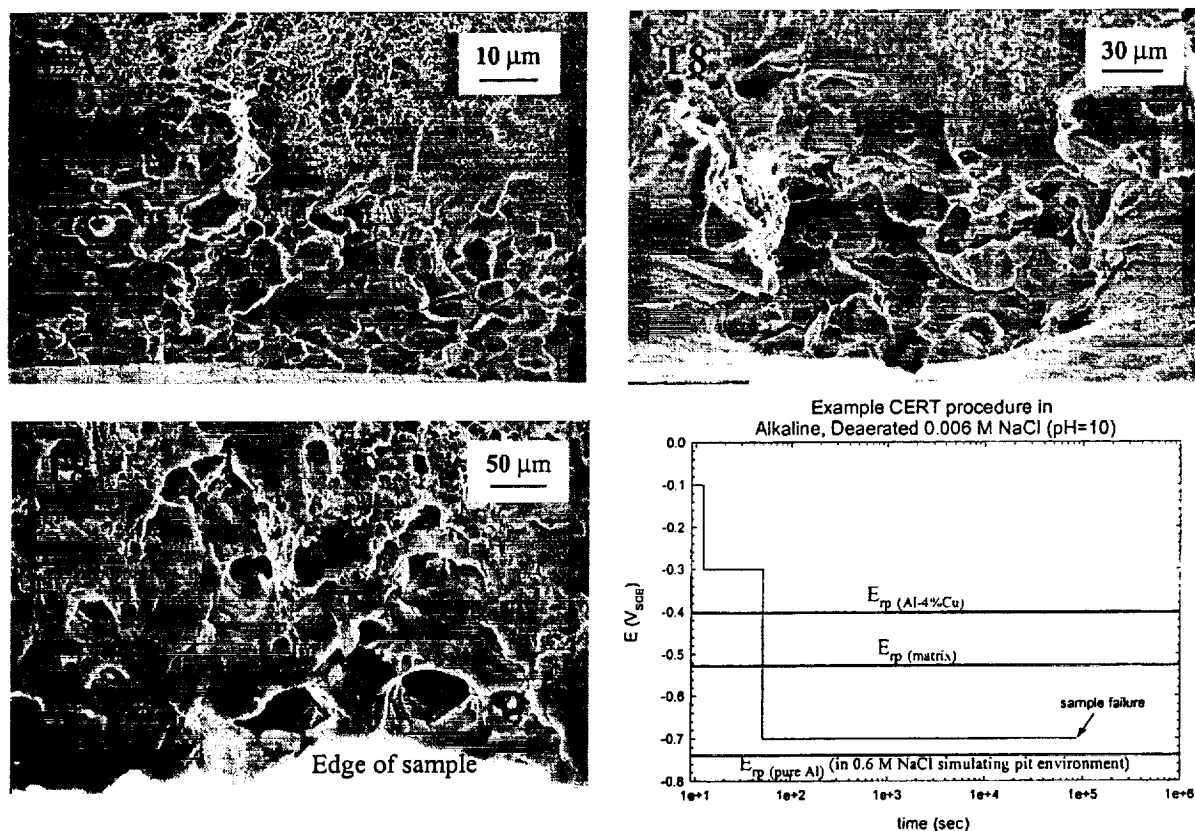 10 μm
T8
30 μm
50 μm
Edge of sample
Example CERT procedure in
Alkaline, Deaerated 0.006 M NaCl (pH=10)
E (V_SCE)
0.0
-0.1
-0.2
-0.3
-0.4
-0.5
-0.6
-0.7
-0.8
E_rp (Al-4%Cu)
E_rp (matrix)
sample failure
E_rp (pure Al) (in 0.6 M NaCl simulating pit environment)
1e+1 1e+2 1e+3 1e+4 1e+5 1e+6
time (sec)